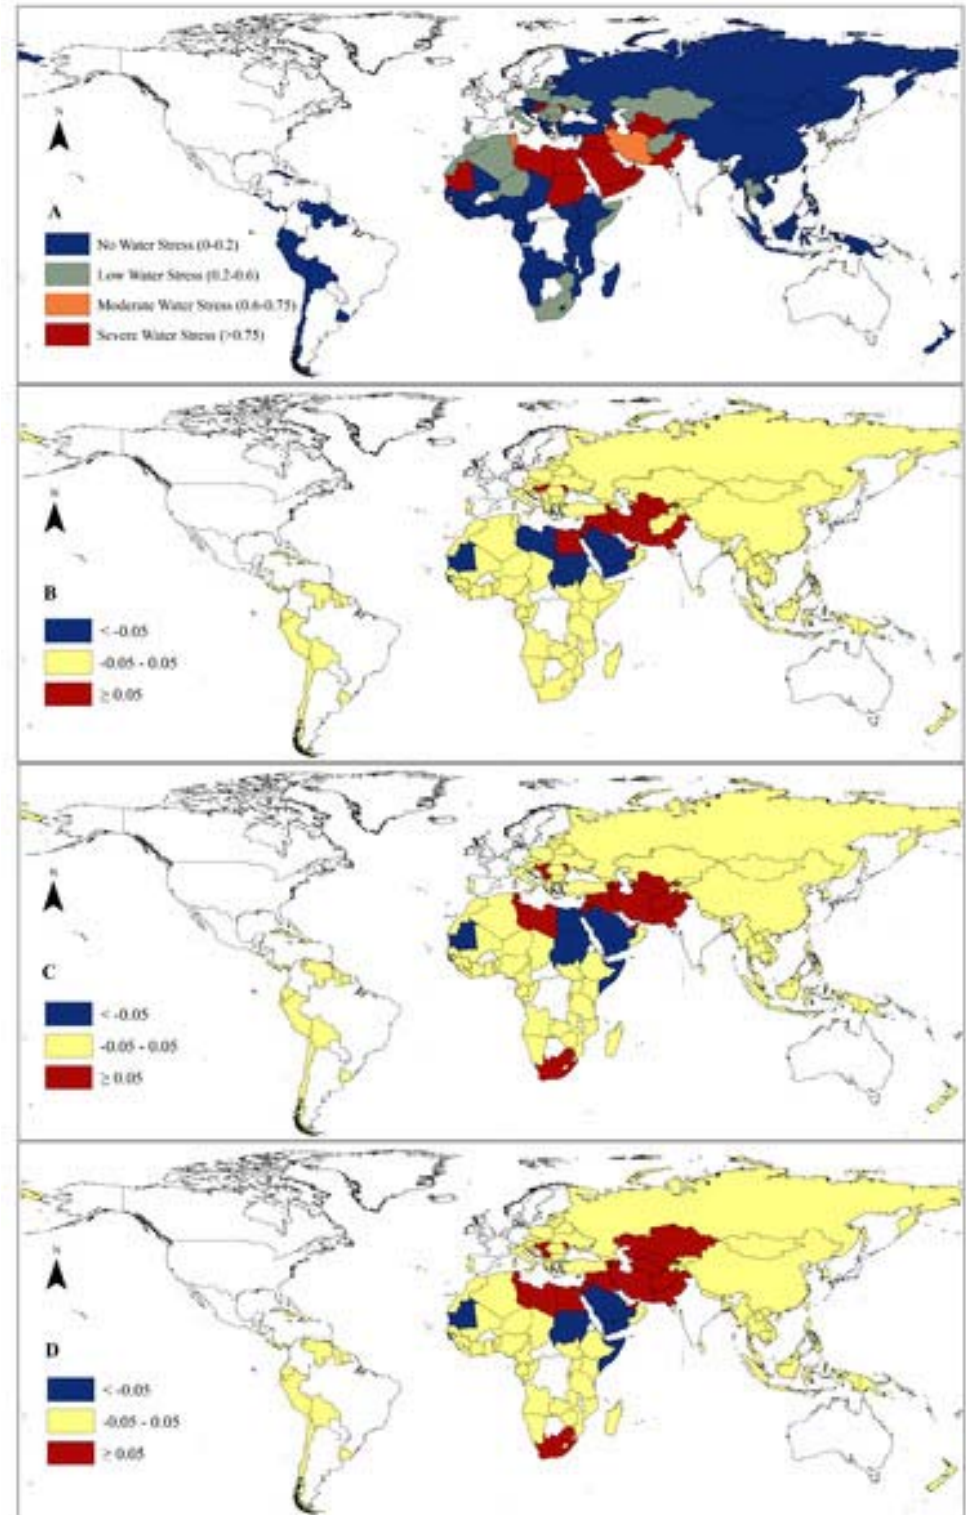 N
A
No Water Stress (0-0.2)
Low Water Stress (0.2-0.6)
Moderate Water Stress (0.6-0.75)
Severe Water Stress (>0.75)
N
B
< -0.05
-0.05 - 0.05
≥ 0.05
N
C
< -0.05
-0.05 - 0.05
≥ 0.05
N
D
< -0.05
-0.05 - 0.05
≥ 0.05